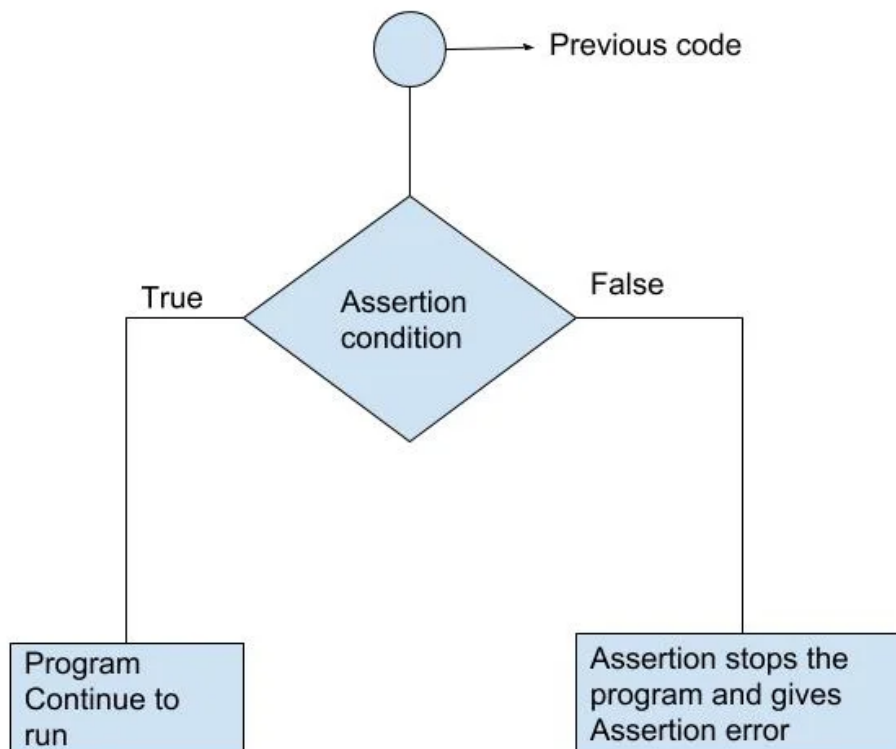 Previous code
True
False
Assertion
condition
Program
Continue to
run
Assertion stops the
program and gives
Assertion error